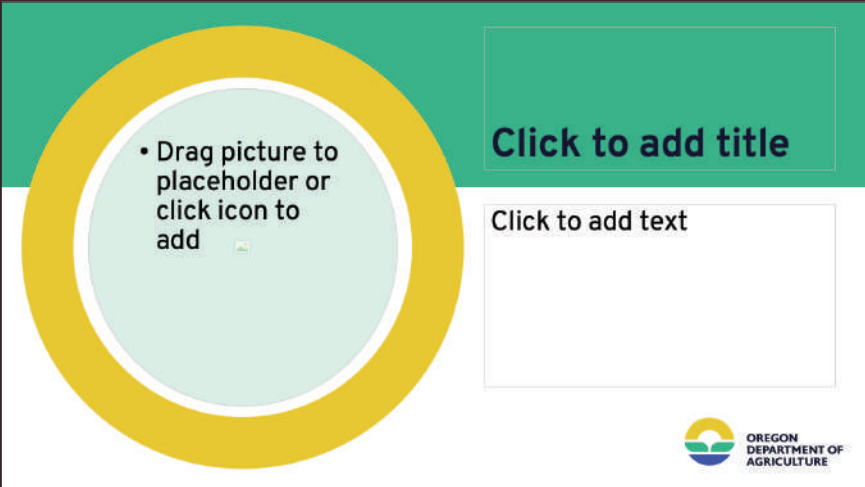 • Drag picture to
placeholder or
click icon to
add
Click to add title
Click to add text
OREGON
DEPARTMENT OF
AGRICULTURE